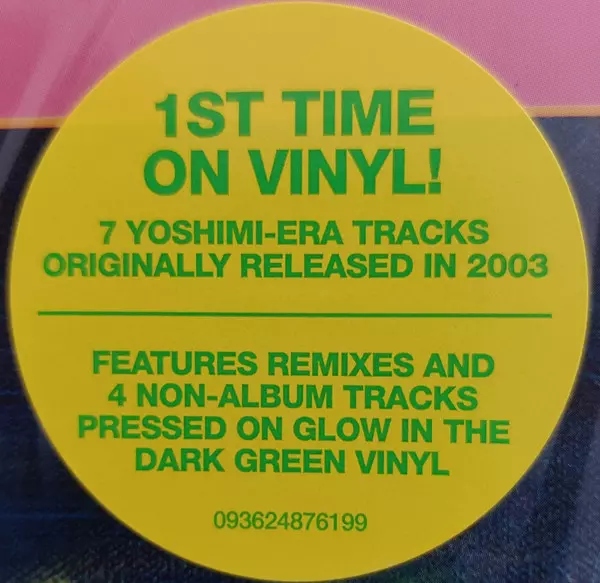 1ST TIME
ON VINYL!
7 YOSHIMI-ERA TRACKS
ORIGINALLY RELEASED IN 2003
FEATURES REMIXES AND
4 NON-ALBUM TRACKS
PRESSED ON GLOW IN THE
DARK GREEN VINYL
093624876199